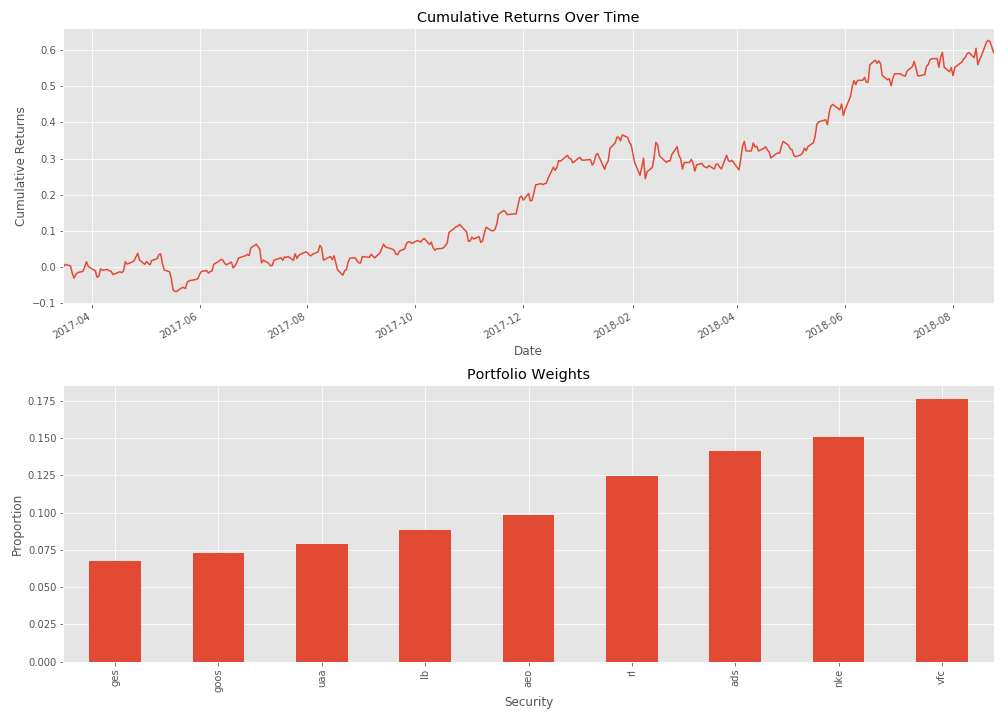 Cumulative Returns Over Time
0.6
0.5
0.4
0.3
0.2
0.1
0.0
−0.1
Cumulative Returns
2017-04
2017-06
2017-08
2017-10
2017-12
2018-02
2018-04
2018-06
2018-08
Date
Portfolio Weights
0.175
0.150
0.125
0.100
0.075
0.050
0.025
0.000
Proportion
ges
goos
uaa
lb
aeo
rl
ads
nke
vfc
Security